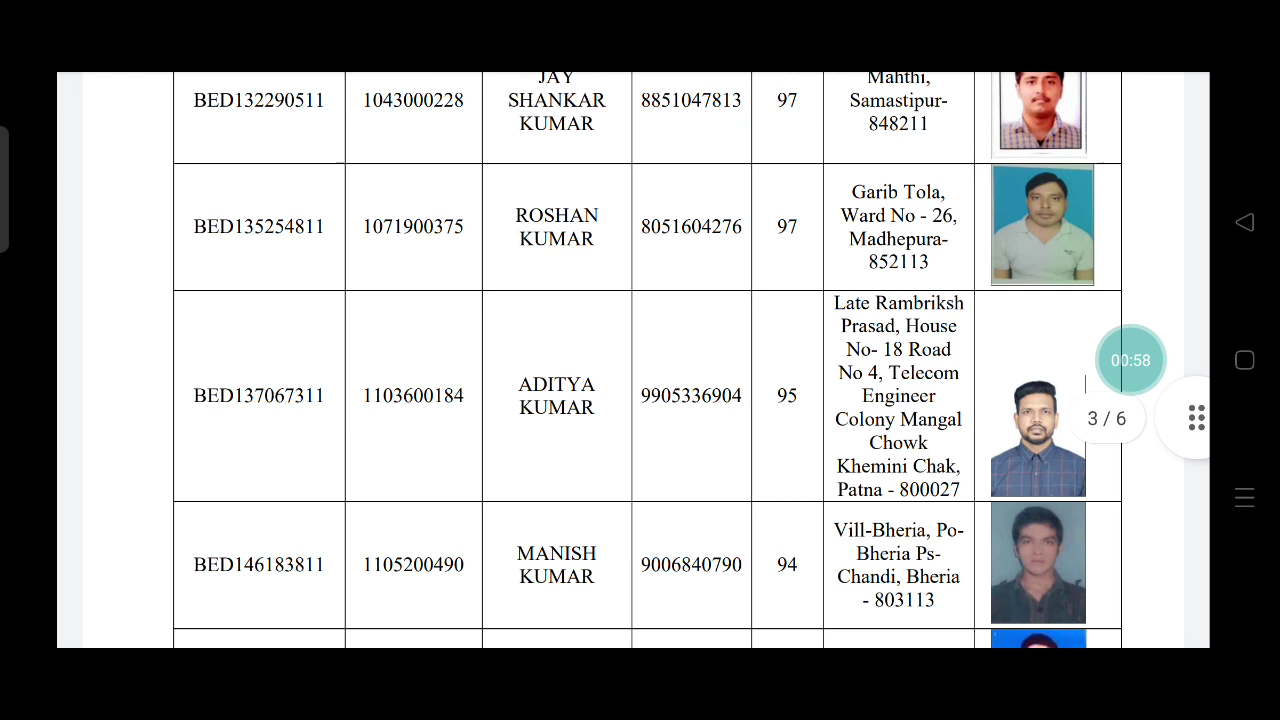 BED132290511 1043000228 JAY SHANKAR KUMAR 8851047813 97 Mahthi, Samastipur- 848211
BED135254811 1071900375 ROSHAN KUMAR 8051604276 97 Garib Tola, Ward No - 26, Madhepura- 852113
BED137067311 1103600184 ADITYA KUMAR 9905336904 95 Late Rambriksh Prasad, House No- 18 Road No 4, Telecom Engineer Colony Mangal Chowk Khemini Chak, Patna - 800027
00:58
3 / 6
BED146183811 1105200490 MANISH KUMAR 9006840790 94 Vill-Bheria, Po- Bheria Ps- Chandi, Bheria - 803113